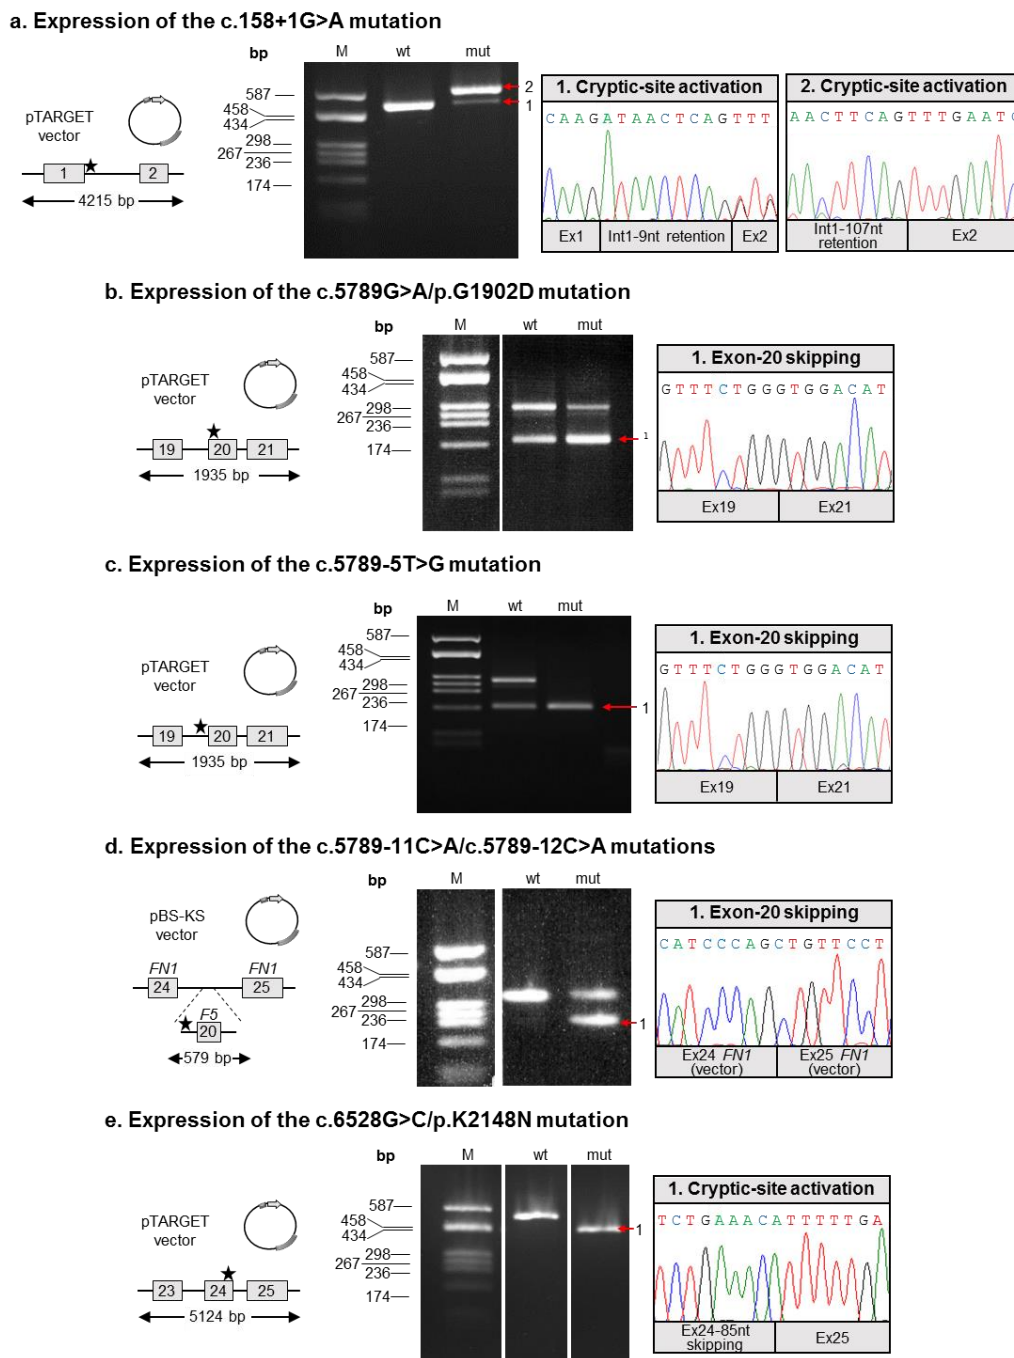 a. Expression of the c.158+1G>A mutation
bp
M
wt
mut
pTARGET
vector
1
2
4215 bp
587
458
434
298
267
236
174
2
1
1. Cryptic-site activation
CAAGATAACTCAGTTT
Ex1
Int1-9nt retention
Ex2
2. Cryptic-site activation
AACTTCAGTTTGAATC
Int1-107nt
retention
Ex2
b. Expression of the c.5789G>A/p.G1902D mutation
bp
M
wt
mut
pTARGET
vector
19
20
21
1935 bp
587
458
434
298
267
236
174
1
1. Exon-20 skipping
GTTTCTGGGTGGACAT
Ex19
Ex21
c. Expression of the c.5789-5T>G mutation
bp
M
wt
mut
pTARGET
vector
19
20
21
1935 bp
587
458
434
298
267
236
174
1
1. Exon-20 skipping
GTTTCTGGGTGGACAT
Ex19
Ex21
d. Expression of the c.5789-11C>A/c.5789-12C>A mutations
bp
M
wt
mut
pBS-KS
vector
FN1
FN1
24
25
F5
20
579 bp
587
458
434
298
267
236
174
1
1. Exon-20 skipping
CATCCCAGCTGTTCCT
Ex24 FN1
(vector)
Ex25 FN1
(vector)
e. Expression of the c.6528G>C/p.K2148N mutation
bp
M
wt
mut
pTARGET
vector
23
24
25
5124 bp
587
458
434
298
267
236
174
1
1. Cryptic-site activation
TCTGAAACATTTTTGA
Ex24-85nt
skipping
Ex25